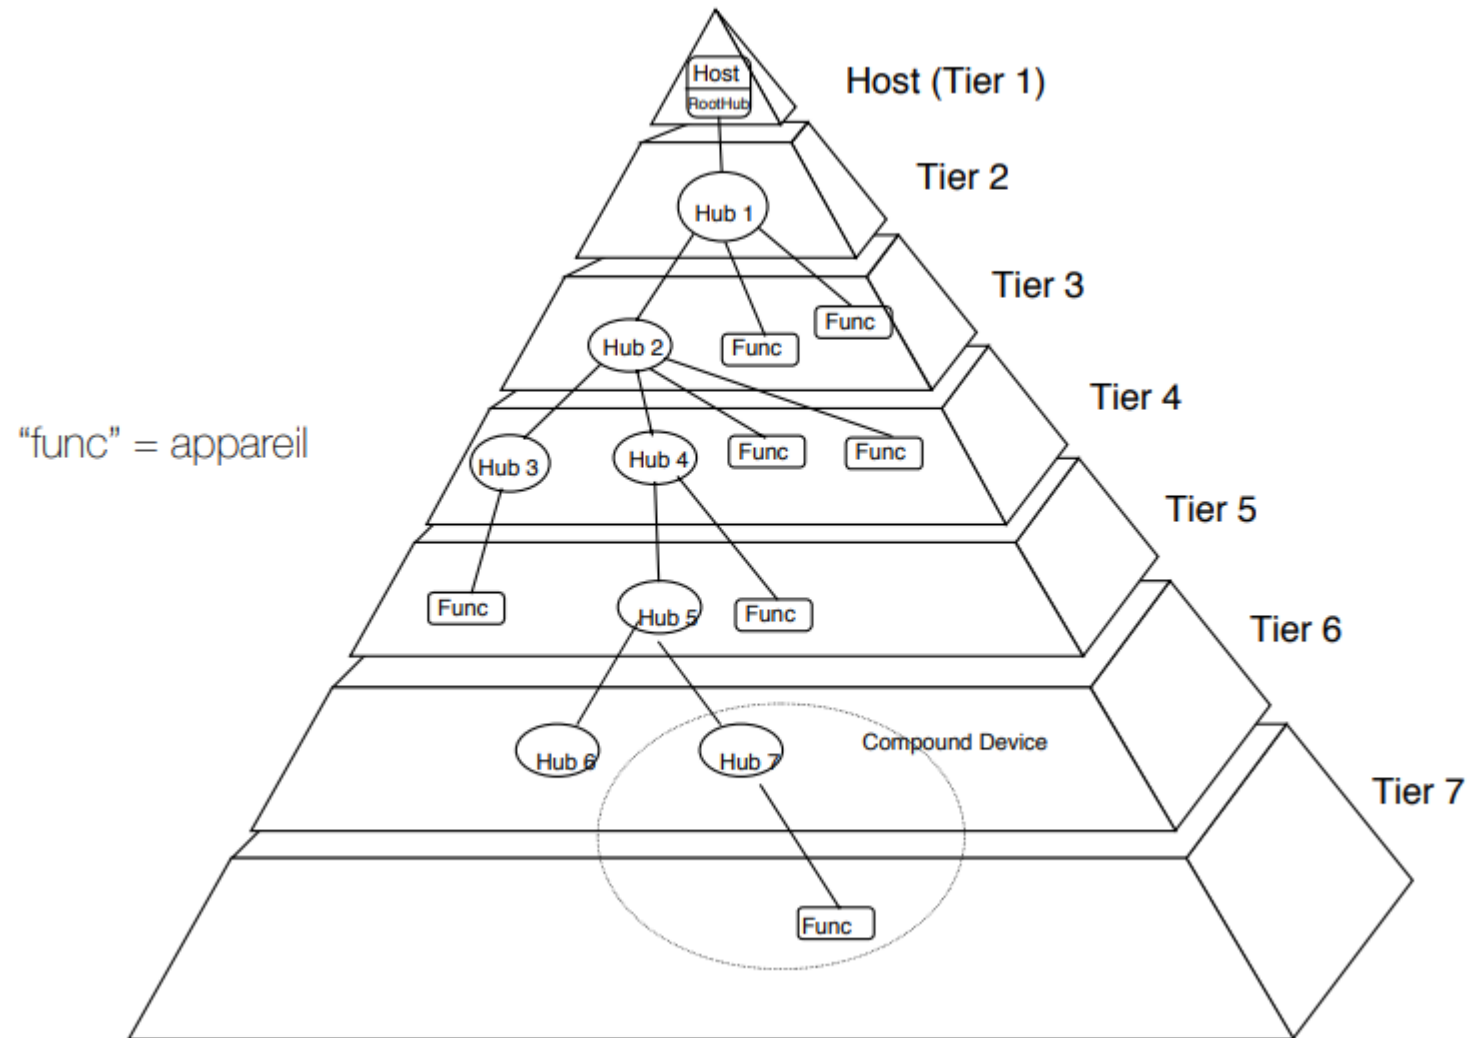 Host
RootHub
Host (Tier 1)
Tier 2
Hub 1
Tier 3
Func
Hub 2
Func
Tier 4
"func" = appareil
Hub 3
Hub 4
Func
Func
Tier 5
Func
Hub 5
Func
Tier 6
Compound Device
Hub 6
Hub 7
Tier 7
Func